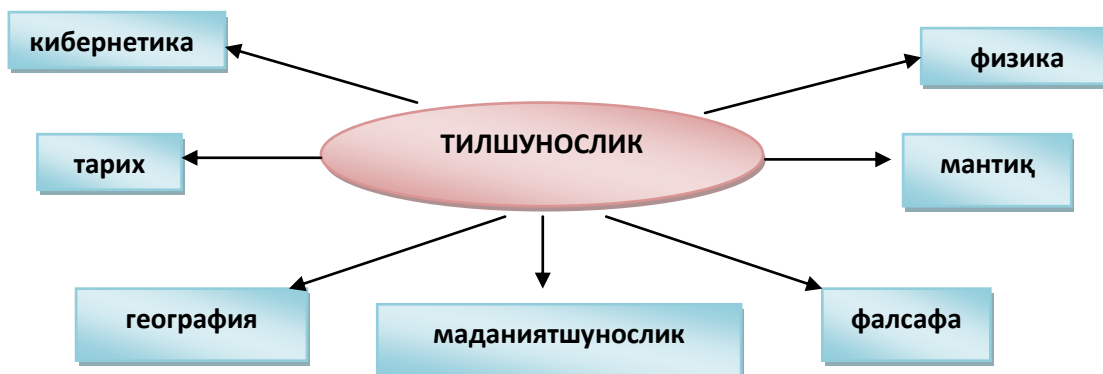 кибернетика
физика
ТИЛШУНОСЛИК
тарих
мантиқ
география
маданиятшунослик
фалсафа